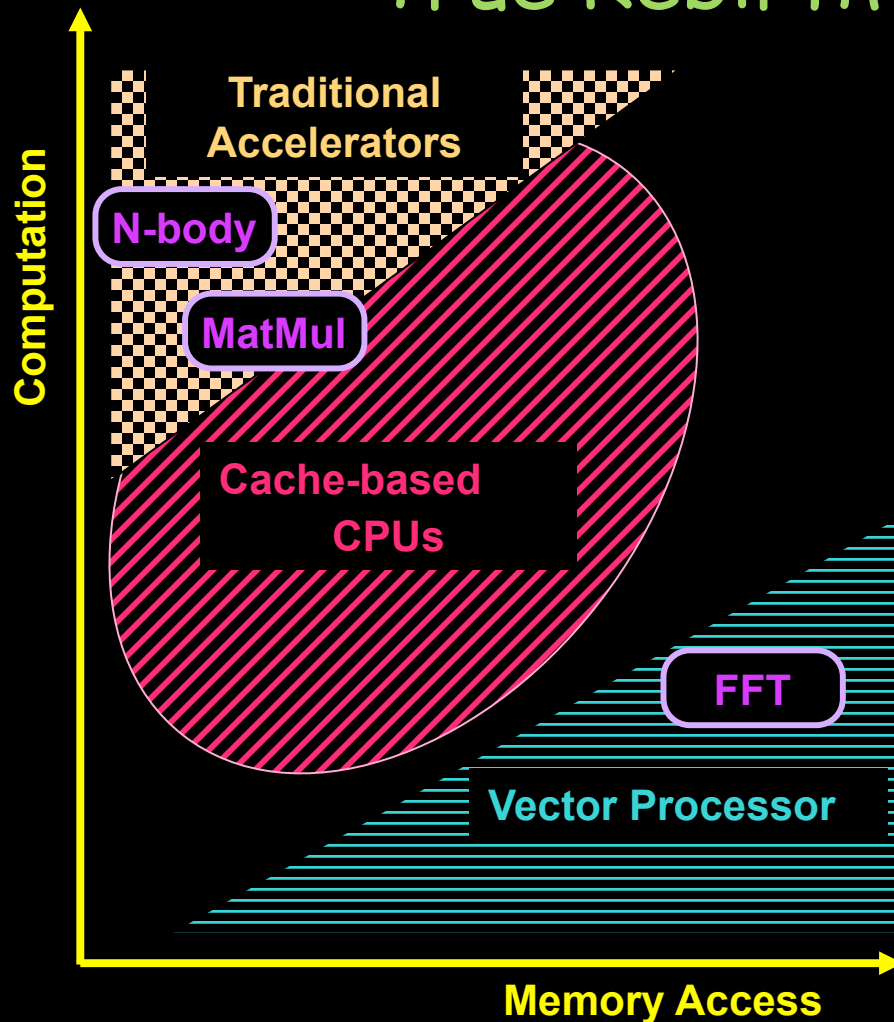 Traditional
Accelerators
N-body
MatMul
Computation
Cache-based
CPUs
FFT
Vector Processor
Memory Access